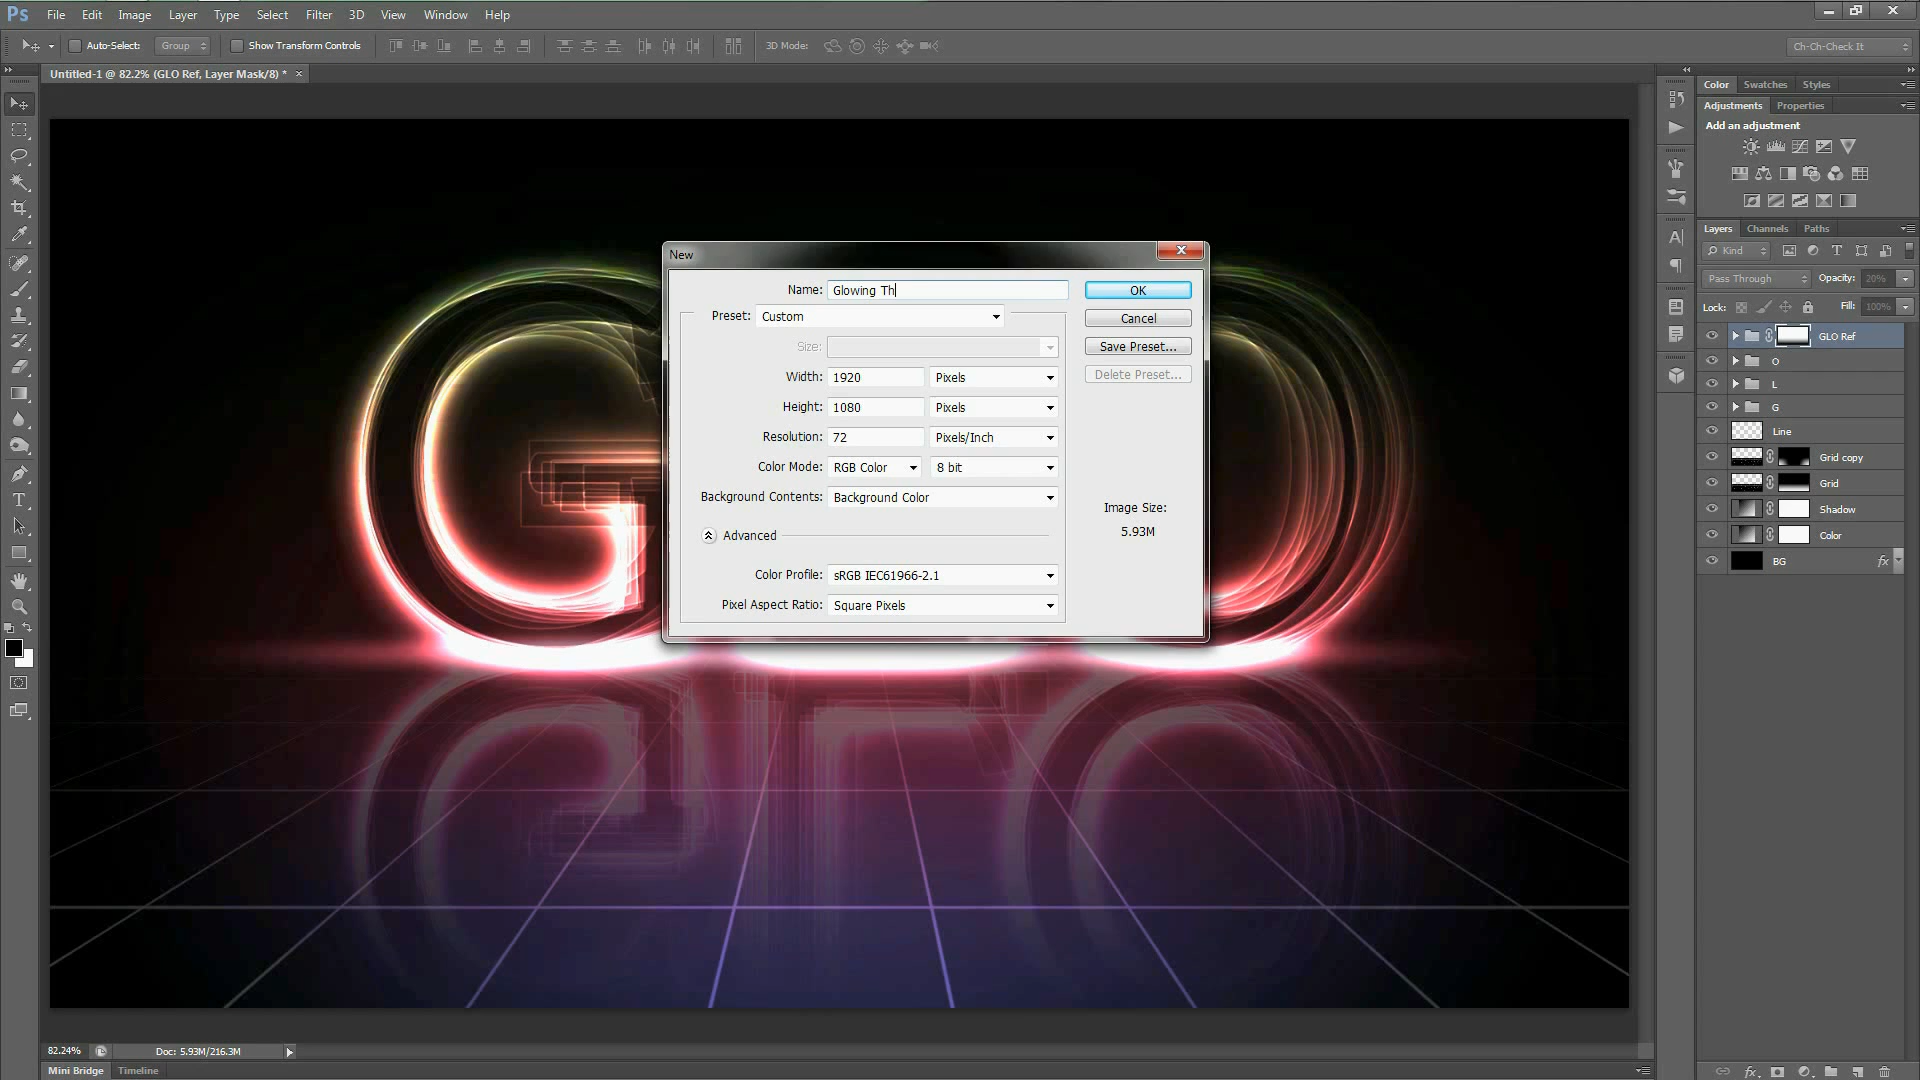 Ps File Edit Image Layer Type Select Filter 3D View Window Help
Auto-Select: Group Show Transform Controls 3D Mode: Ch-Ch-Check It
Untitled-1 @ 82.2% (GLO Ref, Layer Mask/8) * ×
Color Swatches Styles
Adjustments Properties
Add an adjustment
Layers Channels Paths
Kind
Pass Through Opacity: 20%
Lock: Fill: 100%
GLO Ref
O
L
G
Line
Grid copy
Grid
Shadow
Color
BG fx
New
Name: Glowing Th
Preset: Custom
Size:
Width: 1920 Pixels
Height: 1080 Pixels
Resolution: 72 Pixels/Inch
Color Mode: RGB Color 8 bit
Background Contents: Background Color
Advanced
Color Profile: sRGB IEC61966-2.1
Pixel Aspect Ratio: Square Pixels
OK
Cancel
Save Preset...
Delete Preset...
Image Size:
5.93M
82.24% Doc: 5.93M/216.3M
Mini Bridge Timeline